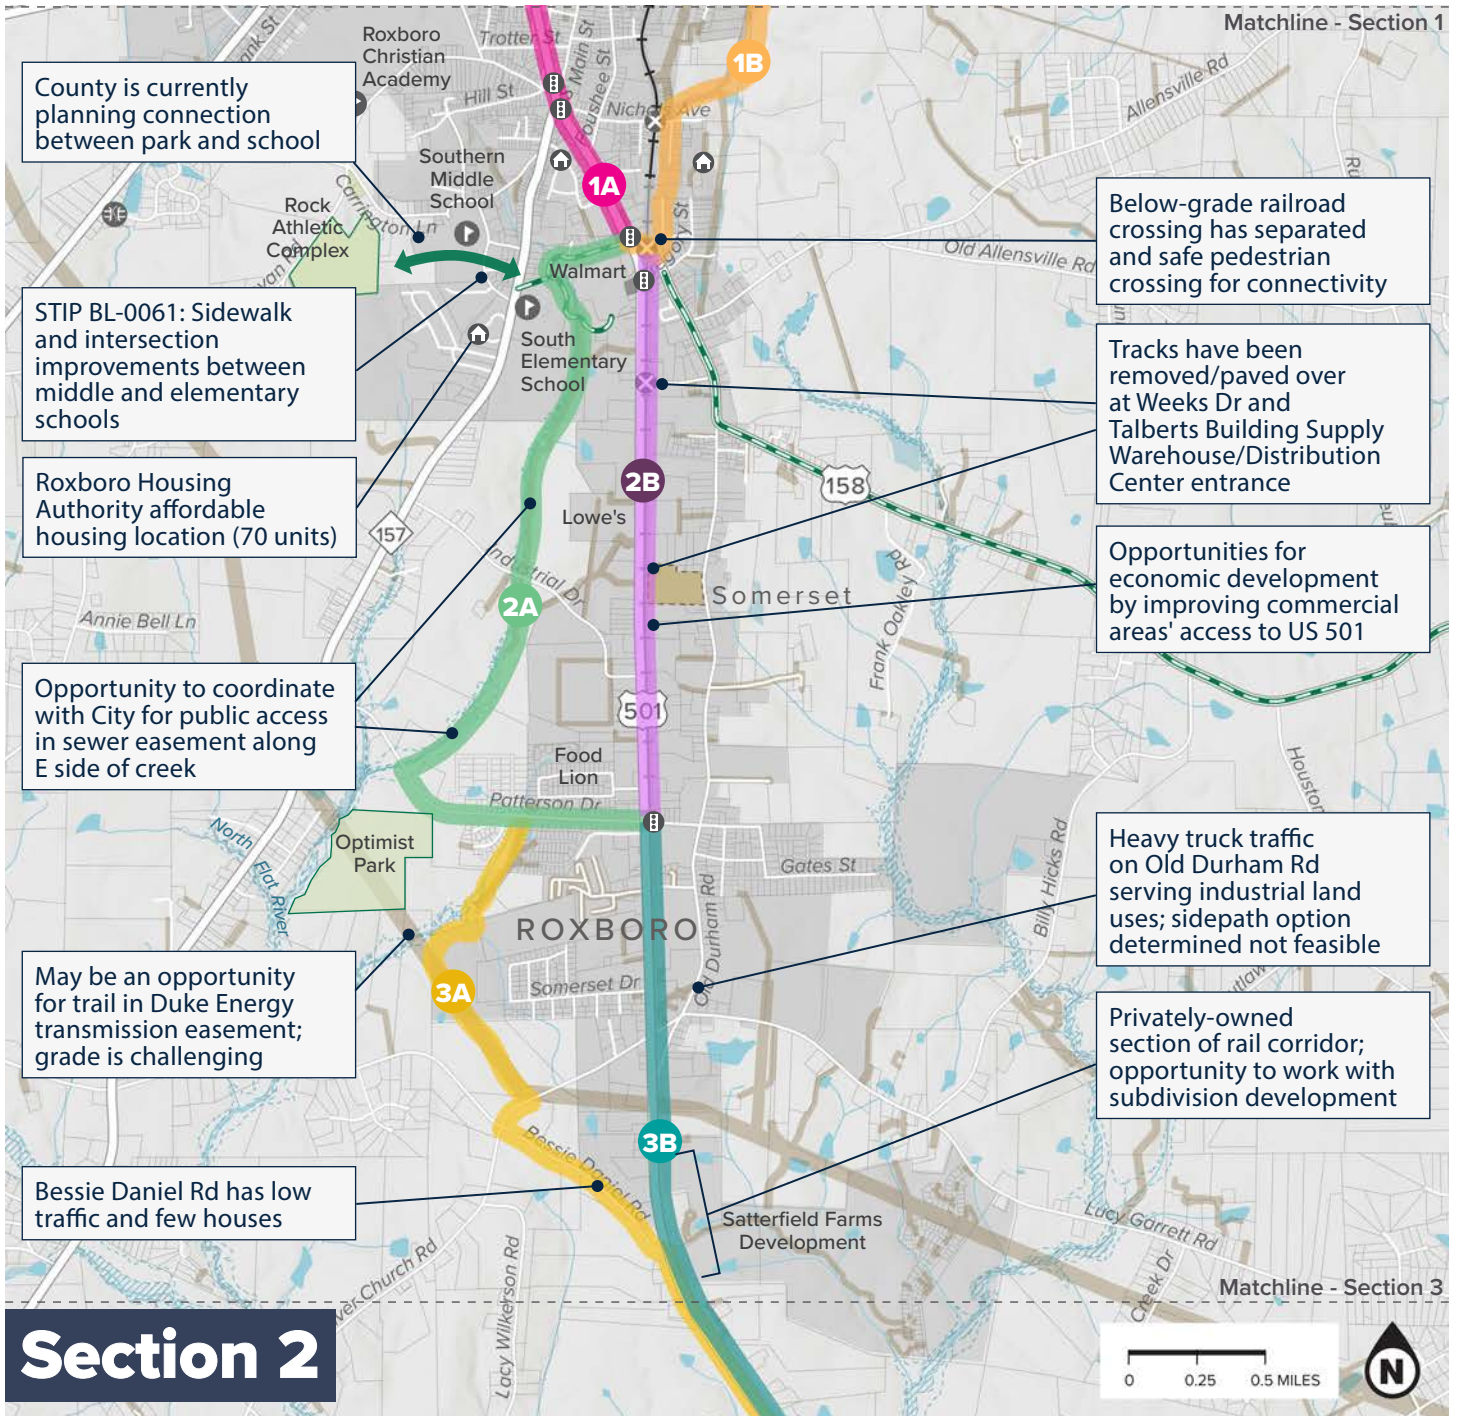 Matchline - Section 1
Trotter St
Main St
Foushee St
1B
Allensville Rd
Roxboro
Christian
Academy
Hill St
Nichols Ave
County is currently
planning connection
between park and school
Southern
Middle
School
1A
Carrington Ln
Rock
Athletic
Complex
Old Allensville Rd
Below-grade railroad
crossing has separated
and safe pedestrian
crossing for connectivity
Walmart
STIP BL-0061: Sidewalk
and intersection
improvements between
middle and elementary
schools
South
Elementary
School
Tracks have been
removed/paved over
at Weeks Dr and
Talberts Building Supply
Warehouse/Distribution
Center entrance
Roxboro Housing
Authority affordable
housing location (70 units)
2B
158
157
Lowe's
Industrial Dr
2A
Somerset
Frank Oakley Rd
Annie Bell Ln
Opportunities for
economic development
by improving commercial
areas' access to US 501
Opportunity to coordinate
with City for public access
in sewer easement along
E side of creek
501
Food
Lion
Patterson Dr
Houston
Optimist
Park
North Flat River
Gates St
Billy Hicks Rd
Heavy truck traffic
on Old Durham Rd
serving industrial land
uses; sidepath option
determined not feasible
ROXBORO
Old Durham Rd
Somerset Dr
3A
May be an opportunity
for trail in Duke Energy
transmission easement;
grade is challenging
Privately-owned
section of rail corridor;
opportunity to work with
subdivision development
3B
Bessie Daniel Rd
Bessie Daniel Rd has low
traffic and few houses
Satterfield Farms
Development
Lucy Garrett Rd
Creek Dr
Church Rd
Lacy Wilkerson Rd
Matchline - Section 3
Section 2
0 0.25 0.5 MILES
N